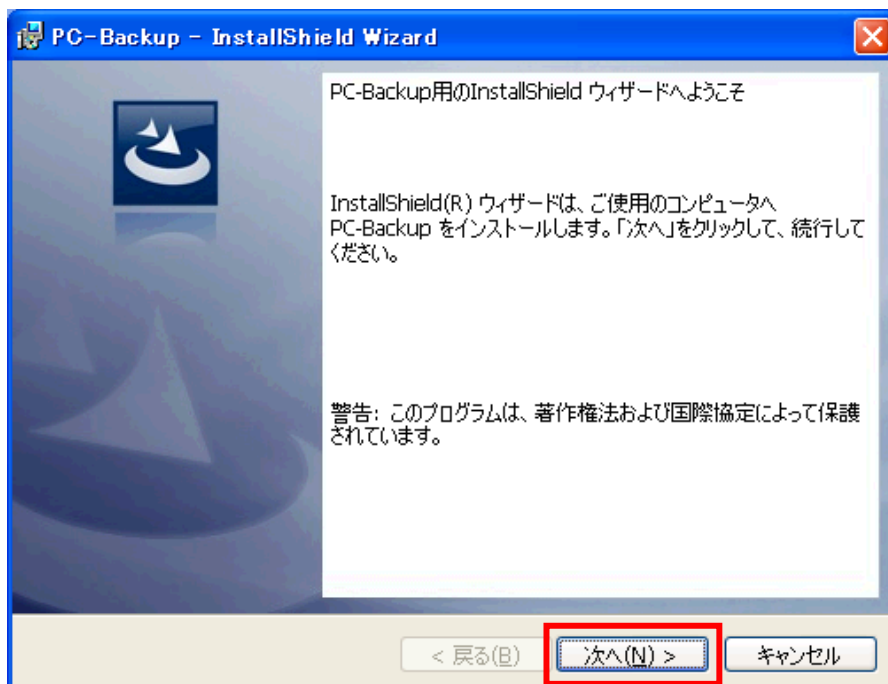 PC-Backup - InstallShield Wizard
PC-Backup用のInstallShield ウィザードへようこそ
InstallShield(R) ウィザードは、ご使用のコンピュータへ
PC-Backup をインストールします。「次へ」をクリックして、続行して
ください。
警告: このプログラムは、著作権法および国際協定によって保護
されています。
< 戻る(B)
次へ(N) >
キャンセル